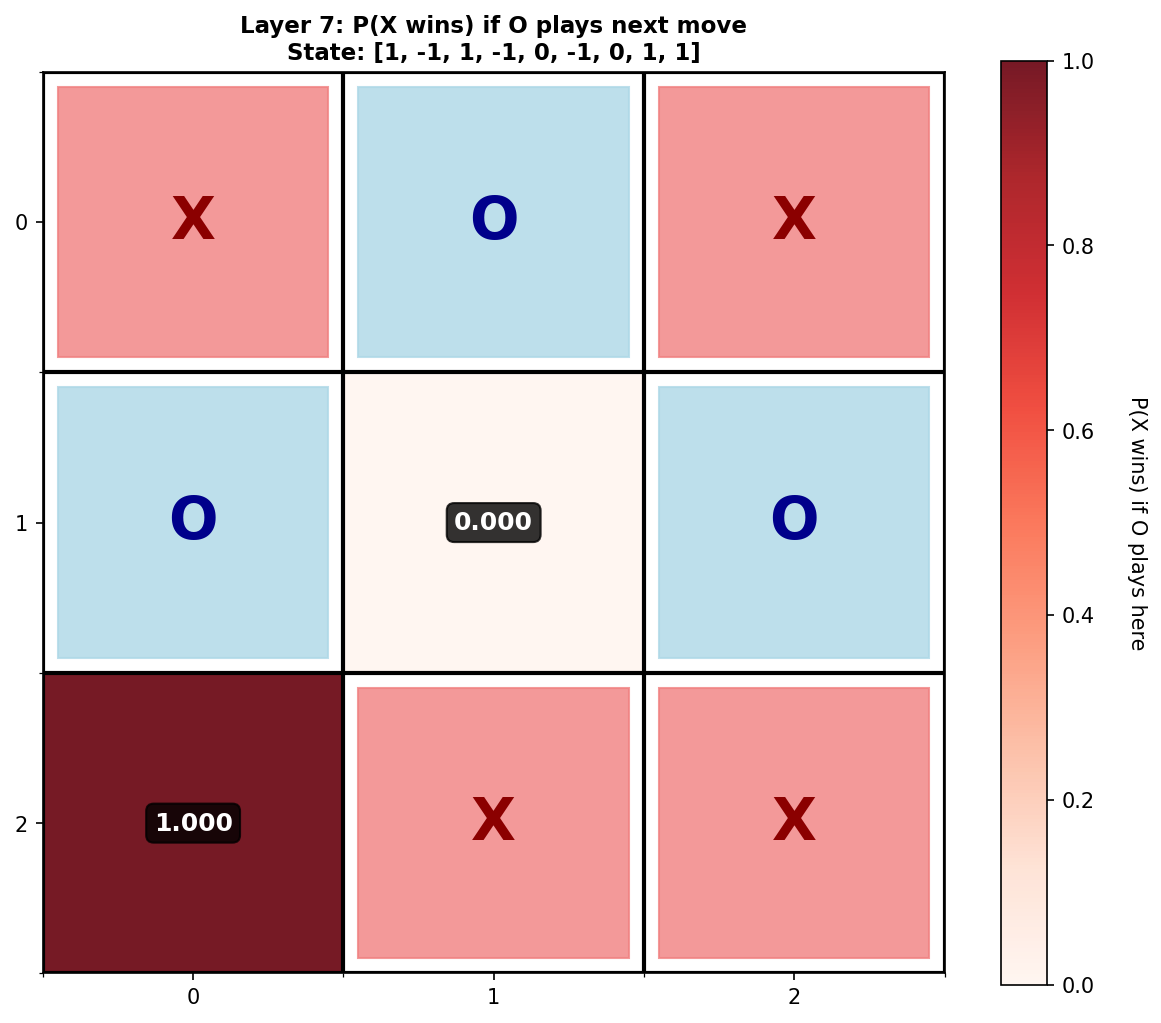 Layer 7: P(X wins) if O plays next move
State: [1, -1, 1, -1, 0, -1, 0, 1, 1]
X O X
O 0.000 O
1.000 X X
0
1
2
0 1 2
1.0
0.8
0.6
0.4
0.2
0.0
P(X wins) if O plays here